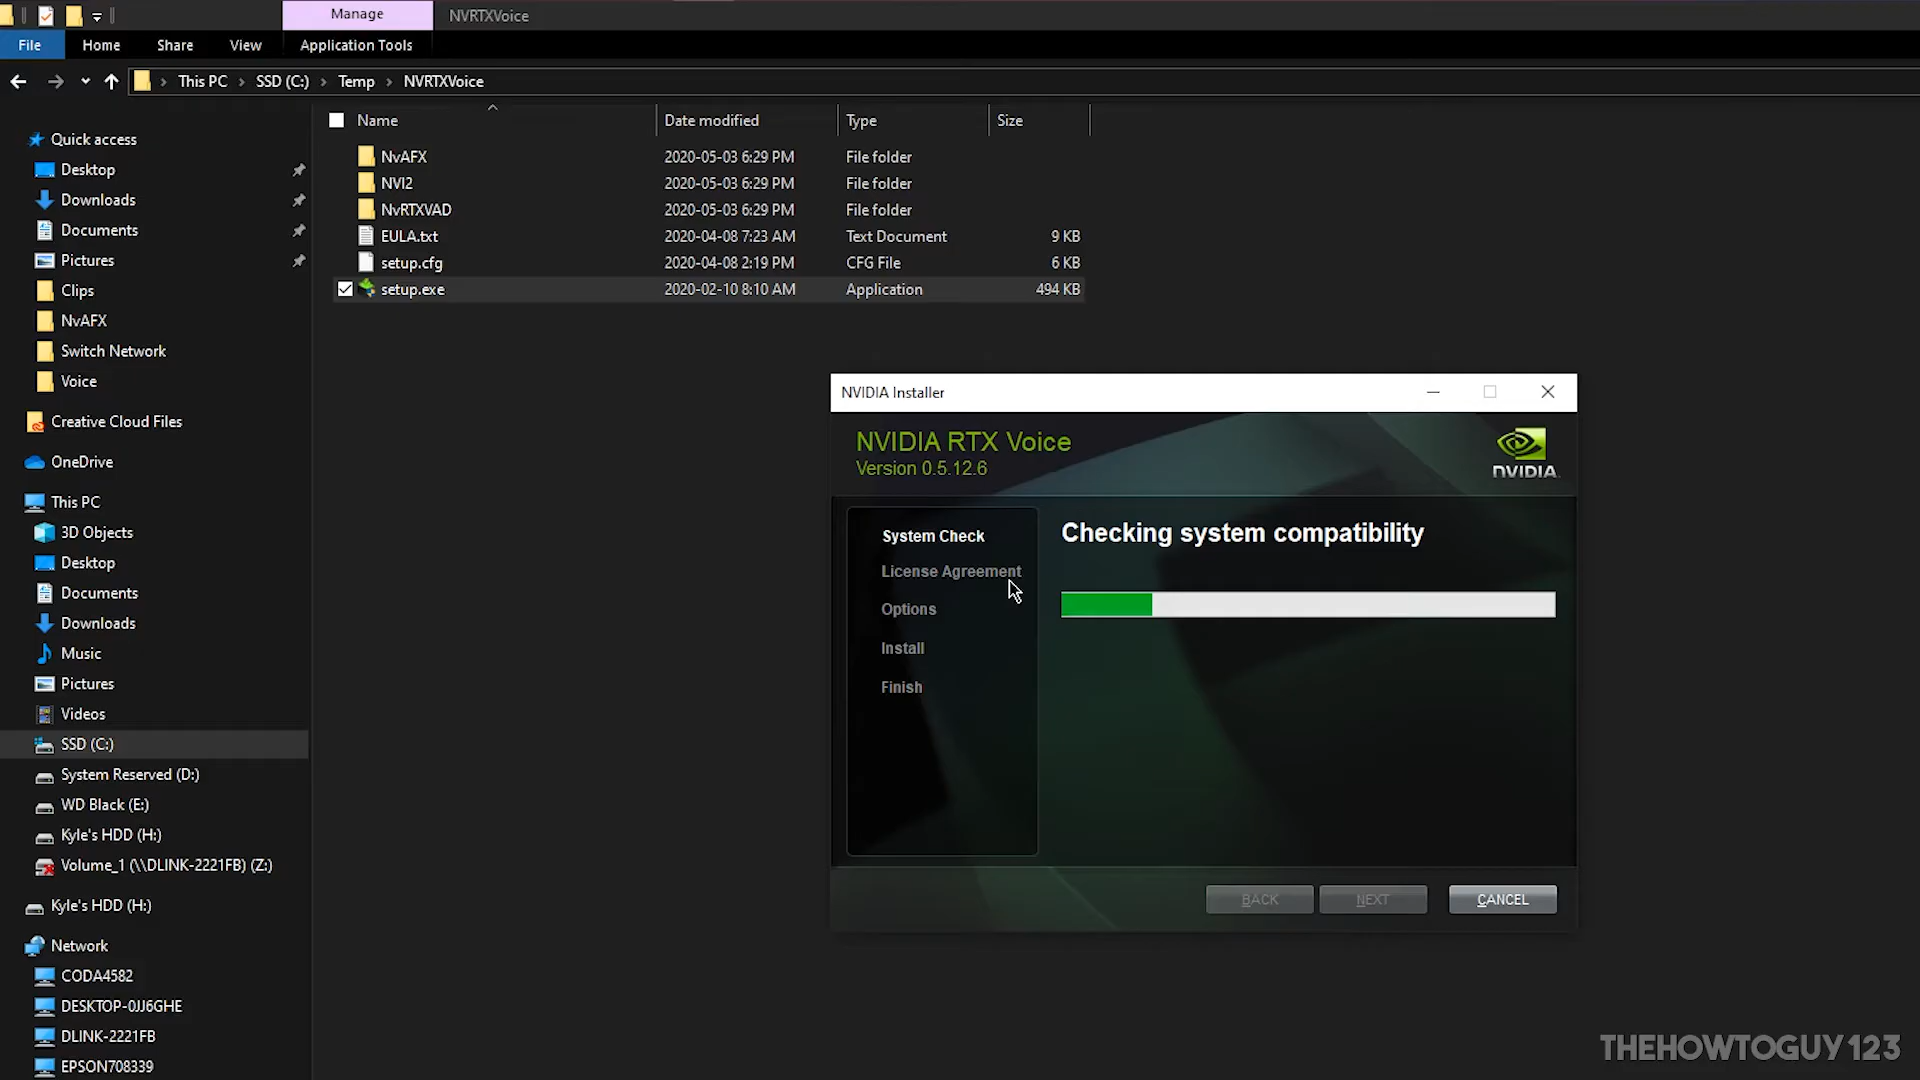 Manage
NVRTXVoice
File
Home
Share
View
Application Tools
This PC
SSD (C:)
Temp
NVRTXVoice
Name
Date modified
Type
Size
NvAFX
2020-05-03 6:29 PM
File folder
NVI2
2020-05-03 6:29 PM
File folder
NvRTXVAD
2020-05-03 6:29 PM
File folder
EULA.txt
2020-04-08 7:23 AM
Text Document
9 KB
setup.cfg
2020-04-08 2:19 PM
CFG File
6 KB
setup.exe
2020-02-10 8:10 AM
Application
494 KB
Quick access
Desktop
Downloads
Documents
Pictures
Clips
NvAFX
Switch Network
Voice
Creative Cloud Files
OneDrive
This PC
3D Objects
Desktop
Documents
Downloads
Music
Pictures
Videos
SSD (C:)
System Reserved (D:)
WD Black (E:)
Kyle's HDD (H:)
Volume_1 (\\DLINK-2221FB) (Z:)
Kyle's HDD (H:)
Network
CODA4582
DESKTOP-0JJ6GHE
DLINK-2221FB
EPSON708339
NVIDIA Installer
NVIDIA RTX Voice
Version 0.5.12.6
NVIDIA.
System Check
License Agreement
Options
Install
Finish
Checking system compatibility
BACK
NEXT
CANCEL
THEHOWTOGUY123